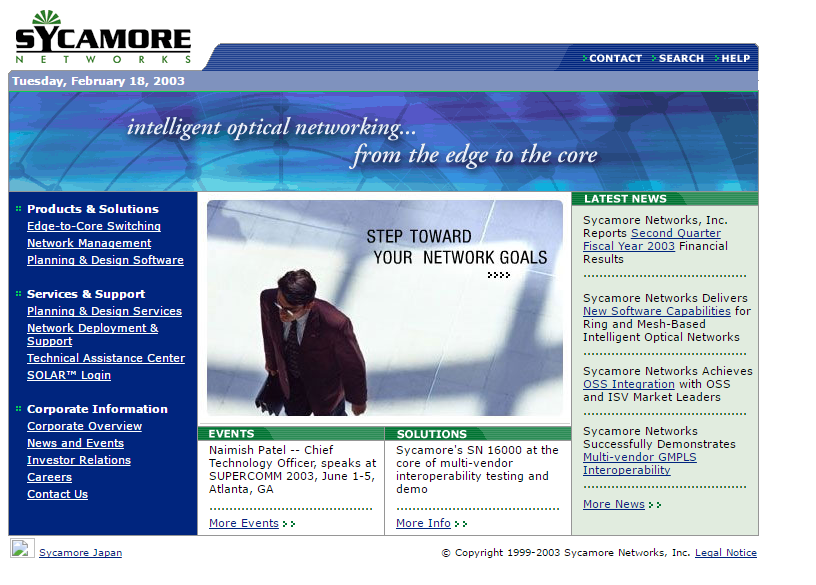 SYCAMORE
NETWORKS
CONTACT SEARCH HELP
Tuesday, February 18, 2003
intelligent optical networking...
from the edge to the core
Products & Solutions
Edge-to-Core Switching
Network Management
Planning & Design Software
Services & Support
Planning & Design Services
Network Deployment &
Support
Technical Assistance Center
SOLAR™ Login
Corporate Information
Corporate Overview
News and Events
Investor Relations
Careers
Contact Us
STEP TOWARD
YOUR NETWORK GOALS
EVENTS
Naimish Patel -- Chief
Technology Officer, speaks at
SUPERCOMM 2003, June 1-5,
Atlanta, GA
More Events
SOLUTIONS
Sycamore's SN 16000 at the
core of multi-vendor
interoperability testing and
demo
More Info
LATEST NEWS
Sycamore Networks, Inc.
Reports Second Quarter
Fiscal Year 2003 Financial
Results
Sycamore Networks Delivers
New Software Capabilities for
Ring and Mesh-Based
Intelligent Optical Networks
Sycamore Networks Achieves
OSS Integration with OSS
and ISV Market Leaders
Sycamore Networks
Successfully Demonstrates
Multi-vendor GMPLS
Interoperability
More News
Sycamore Japan
© Copyright 1999-2003 Sycamore Networks, Inc. Legal Notice